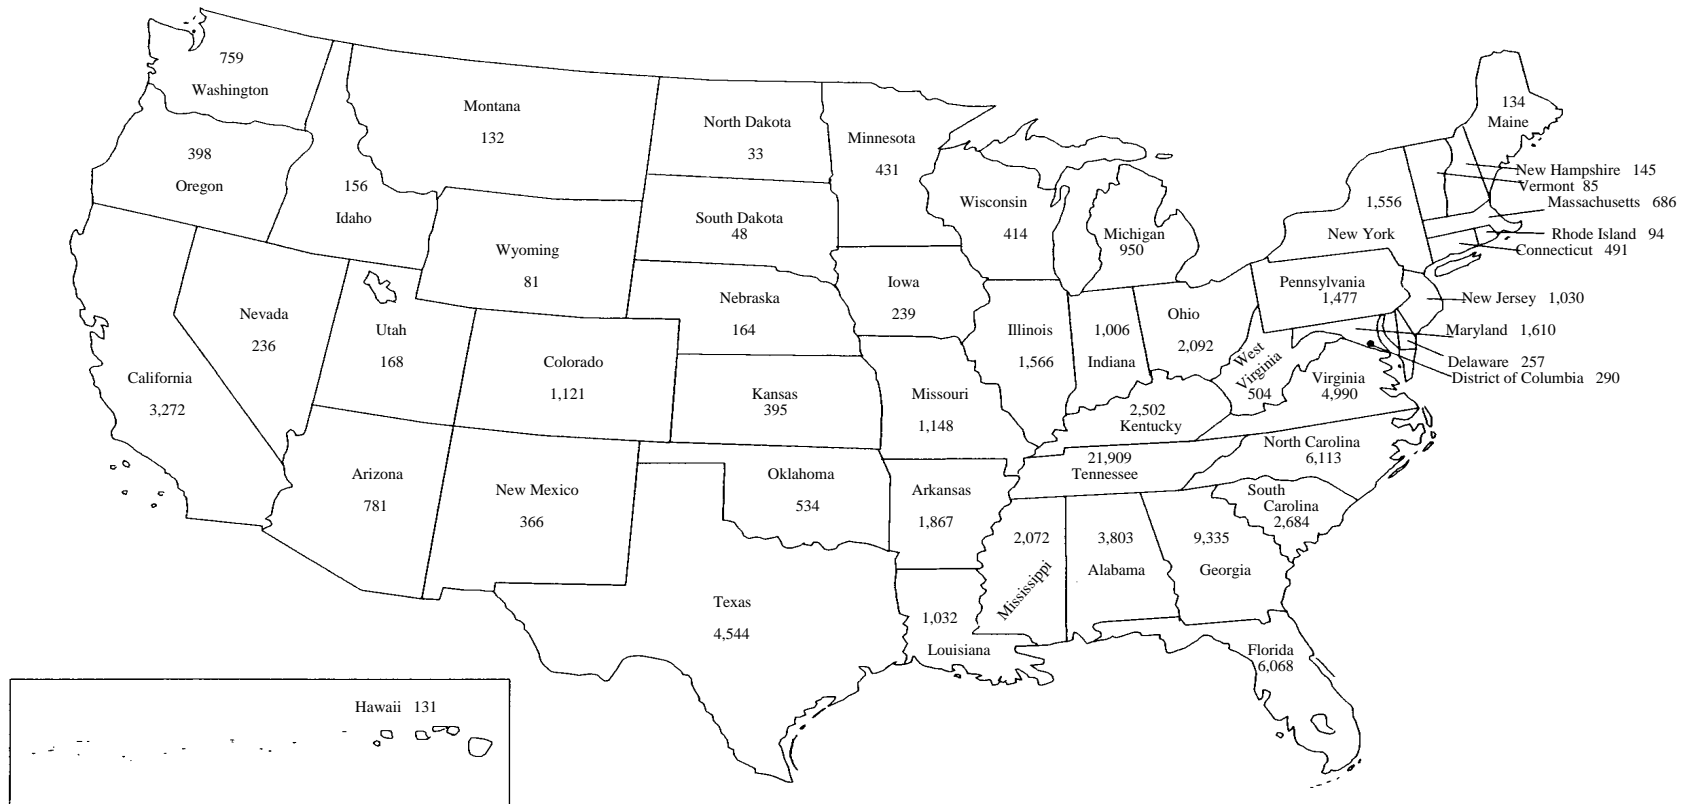 759
Washington
398
Oregon
156
Idaho
Montana
132
North Dakota
33
Minnesota
431
South Dakota
48
Wyoming
81
Wisconsin
414
Michigan
950
134
Maine
New Hampshire 145
Vermont 85
Massachusetts 686
Rhode Island 94
Connecticut 491
1,556
New York
Pennsylvania
1,477
New Jersey 1,030
Maryland 1,610
Delaware 257
District of Columbia 290
Nebraska
164
Iowa
239
Illinois
1,566
1,006
Indiana
Ohio
2,092
West
Virginia
504
Virginia
4,990
Nevada
236
Utah
168
Colorado
1,121
Kansas
395
Missouri
1,148
2,502
Kentucky
California
3,272
Arizona
781
New Mexico
366
Oklahoma
534
Arkansas
1,867
21,909
Tennessee
North Carolina
6,113
South
Carolina
2,684
2,072
Mississippi
3,803
Alabama
9,335
Georgia
Texas
4,544
1,032
Louisiana
Florida
6,068
Hawaii 131